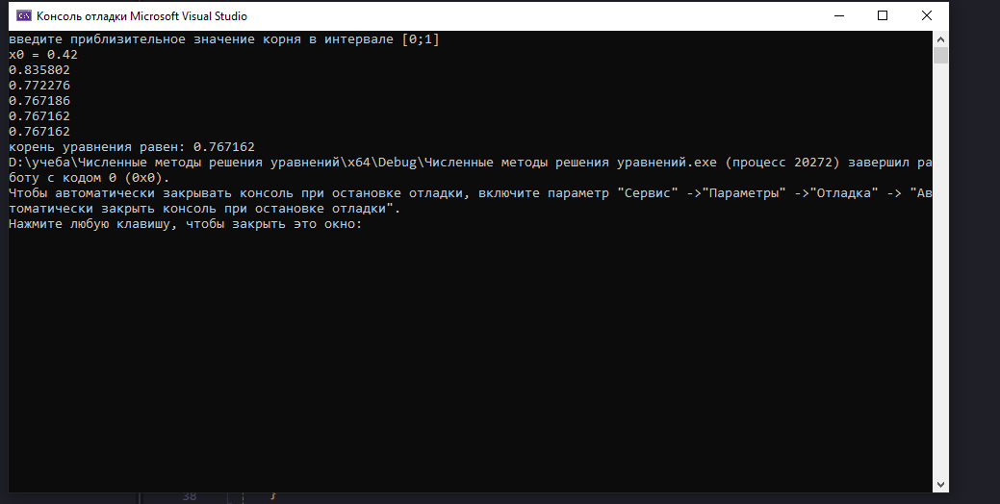 Консоль отладки Microsoft Visual Studio
введите приблизительное значение корня в интервале [0;1]
x0 = 0.42
0.835802
0.772276
0.767186
0.767162
0.767162
корень уравнения равен: 0.767162
D:\учеба\Численные методы решения уравнений\x64\Debug\Численные методы решения уравнений.exe (процесс 20272) завершил ра
боту с кодом 0 (0x0).
Чтобы автоматически закрывать консоль при остановке отладки, включите параметр "Сервис" ->"Параметры" ->"Отладка" -> "Ав
томатически закрыть консоль при остановке отладки".
Нажмите любую клавишу, чтобы закрыть это окно:
38 }